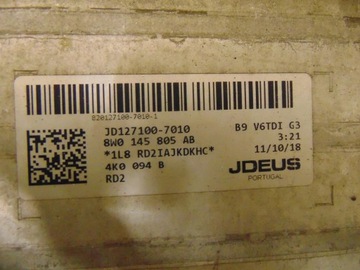 820127100-7010-1
JD127100-7010 B9 V6TDI G3
8W0 145 805 AB 3:21
*1L8 RD2IAJKDKHC* 11/10/18
4K0 094 B JDEUS
RD2 PORTUGAL